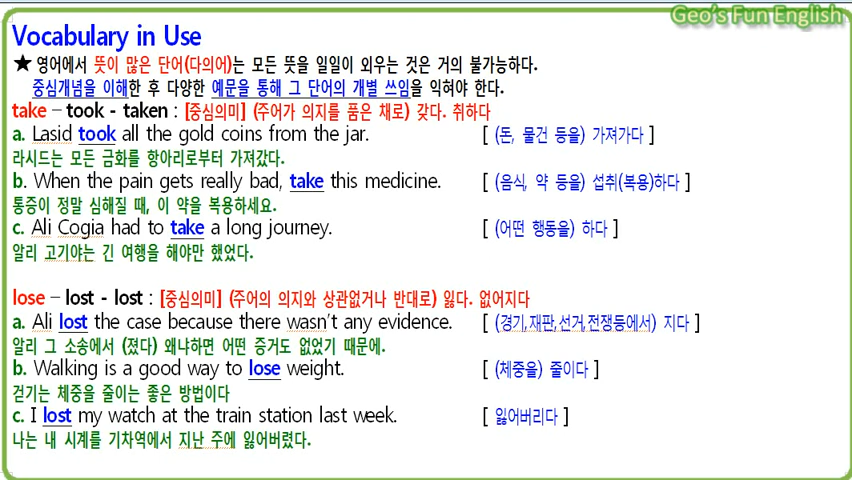 Geo's Fun English
Vocabulary in Use
★ 영어에서 뜻이 많은 단어(다의어)는 모든 뜻을 일일이 외우는 것은 거의 불가능하다.
중심개념을 이해한 후 다양한 예문을 통해 그 단어의 개별 쓰임을 익혀야 한다.
take – took - taken : [중심의미] (주어가 의지를 품은 채로) 갖다. 취하다
a. Lasid took all the gold coins from the jar. [ (돈, 물건 등을) 가져가다 ]
라시드는 모든 금화를 항아리로부터 가져갔다.
b. When the pain gets really bad, take this medicine. [ (음식, 약 등을) 섭취(복용)하다 ]
통증이 정말 심해질 때, 이 약을 복용하세요.
c. Ali Cogia had to take a long journey. [ (어떤 행동을) 하다 ]
알리 고기야는 긴 여행을 해야만 했었다.
lose – lost - lost : [중심의미] (주어의 의지와 상관없거나 반대로) 잃다. 없어지다
a. Ali lost the case because there wasn't any evidence. [ (경기,재판,선거,전쟁등에서) 지다 ]
알리 그 소송에서 (졌다) 왜냐하면 어떤 증거도 없었기 때문에.
b. Walking is a good way to lose weight. [ (체중을) 줄이다 ]
걷기는 체중을 줄이는 좋은 방법이다
c. I lost my watch at the train station last week. [ 잃어버리다 ]
나는 내 시계를 기차역에서 지난 주에 잃어버렸다.